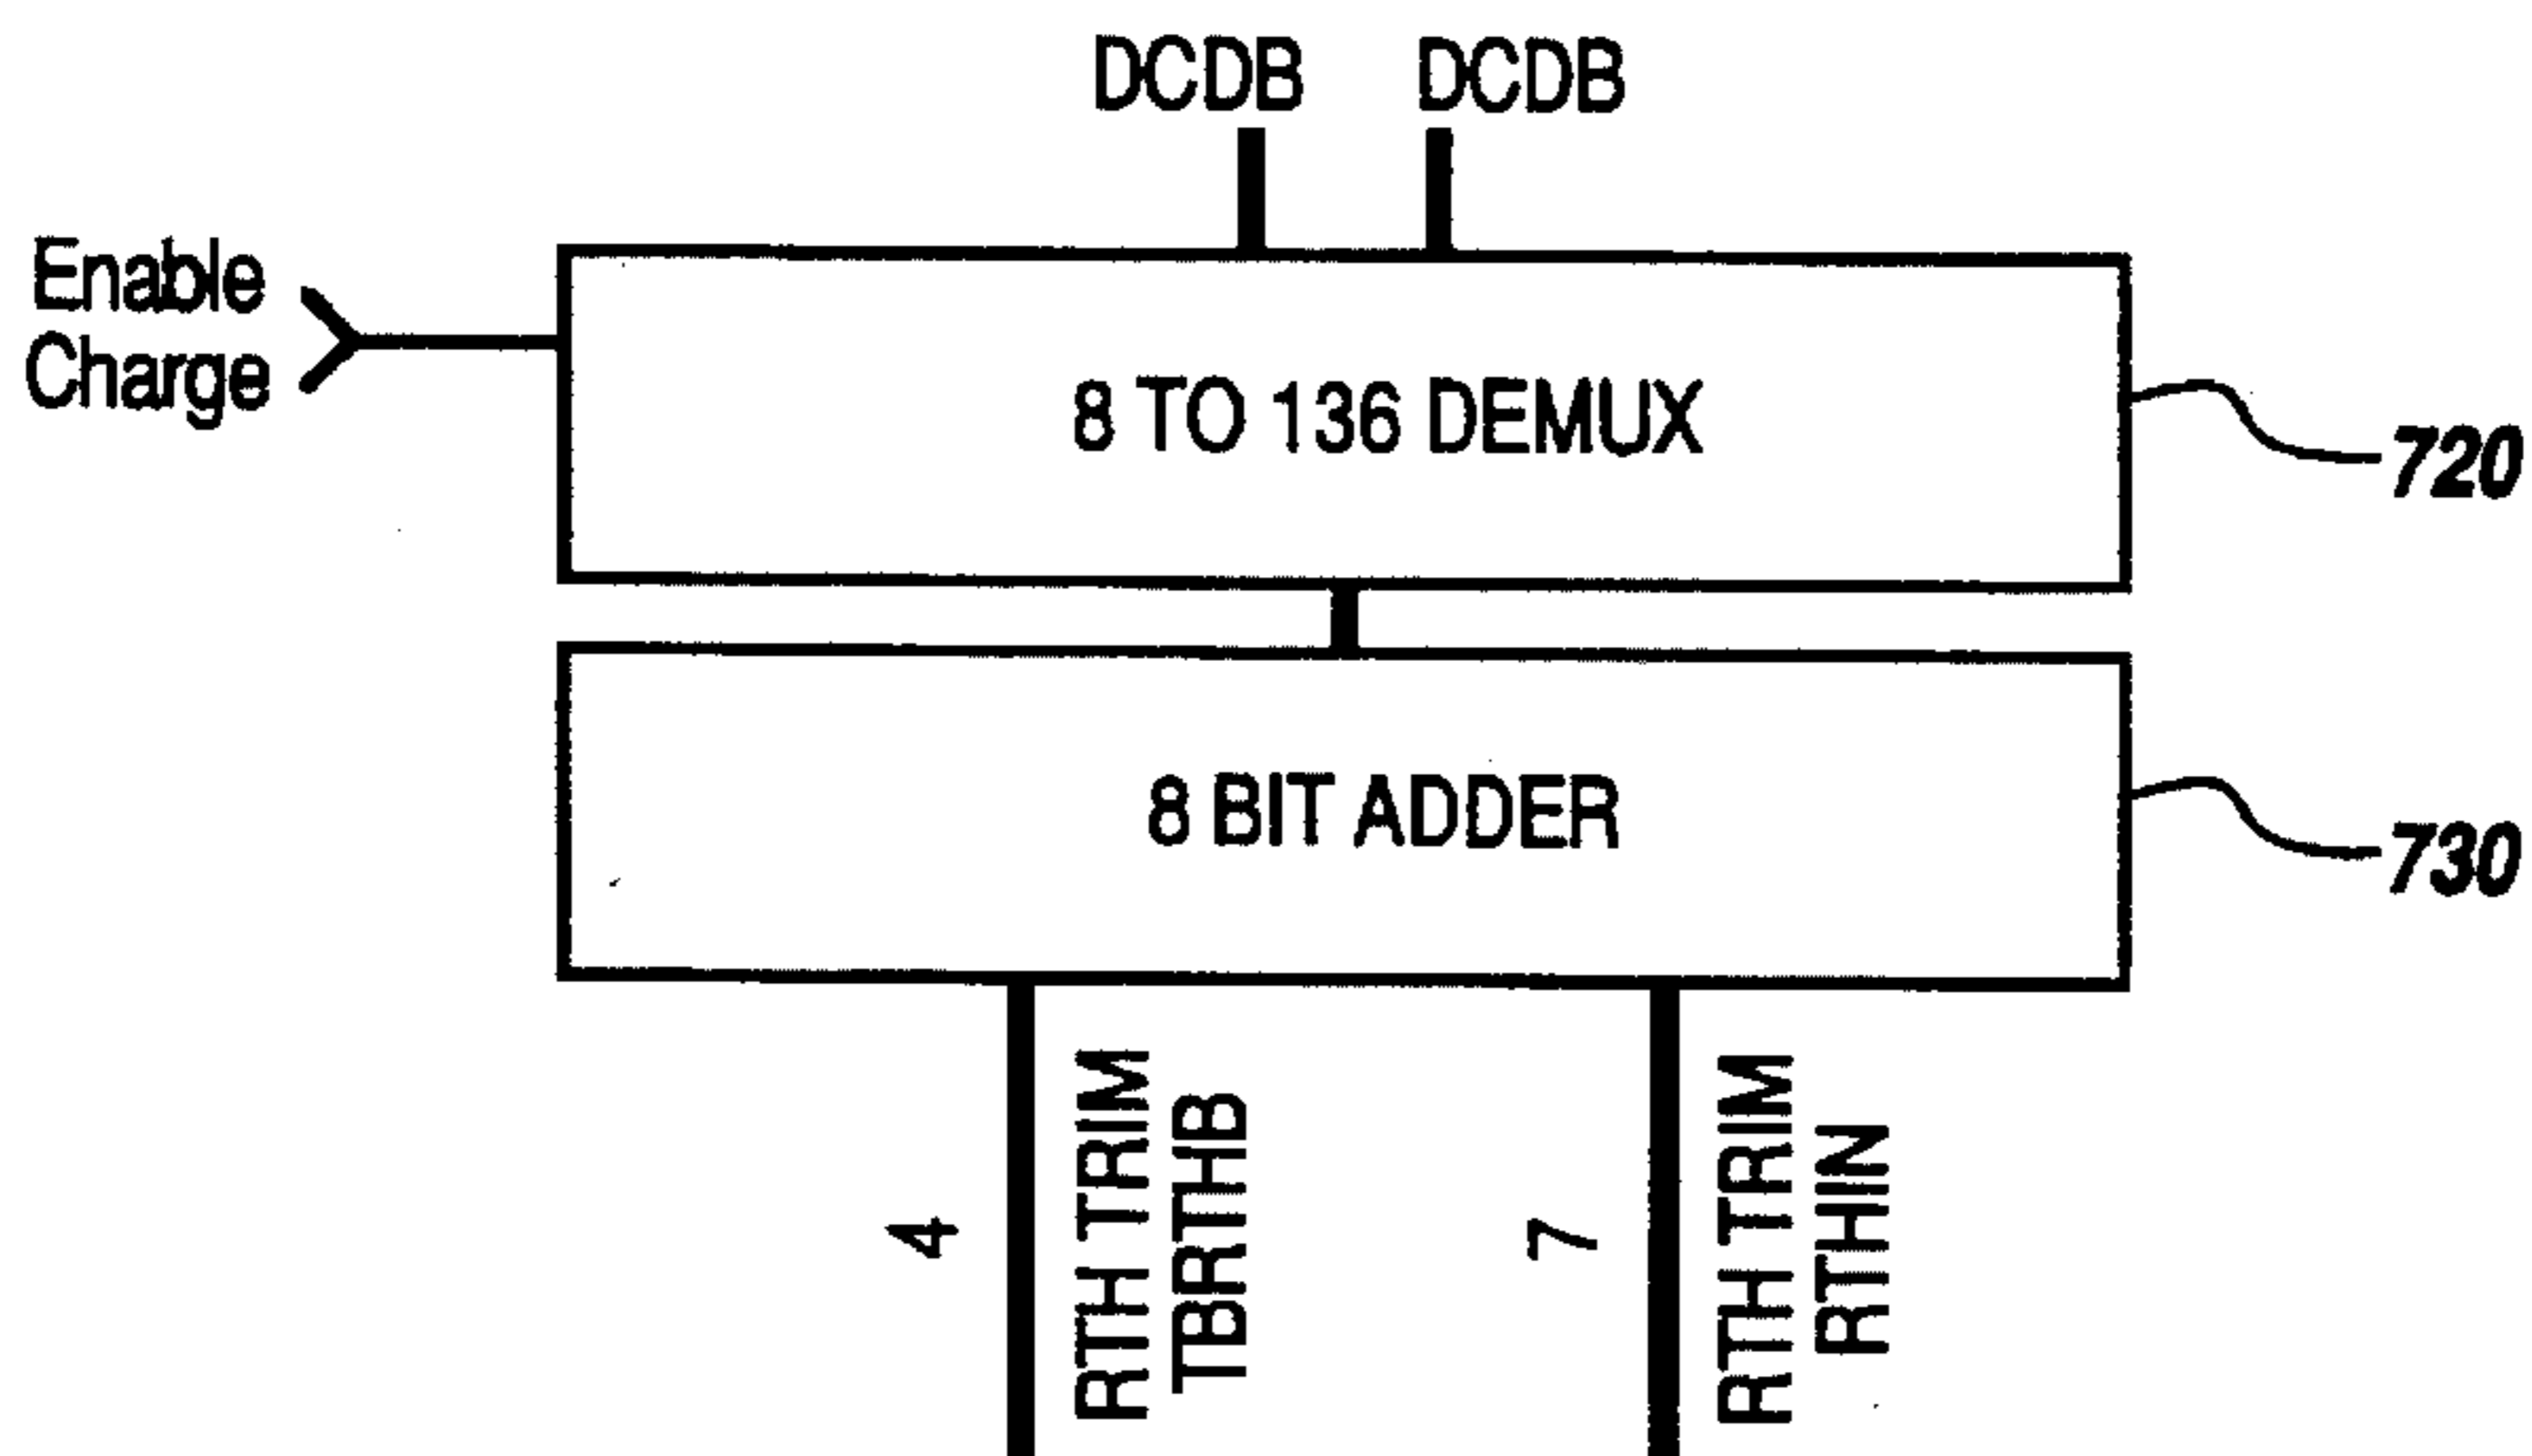 DCDB DCDB
Enable
Charge
8 TO 136 DEMUX
720
8 BIT ADDER
730
4
RTH TRIM
TBRTHB
7
RTH TRIM
RTHIN